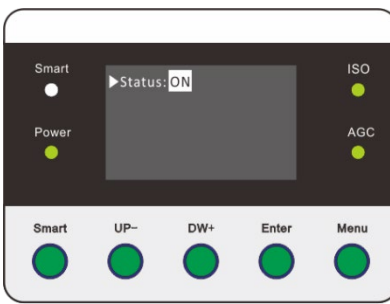 Smart
ISO
▶Status: ON
Power
AGC
Smart UP− DW+ Enter Menu